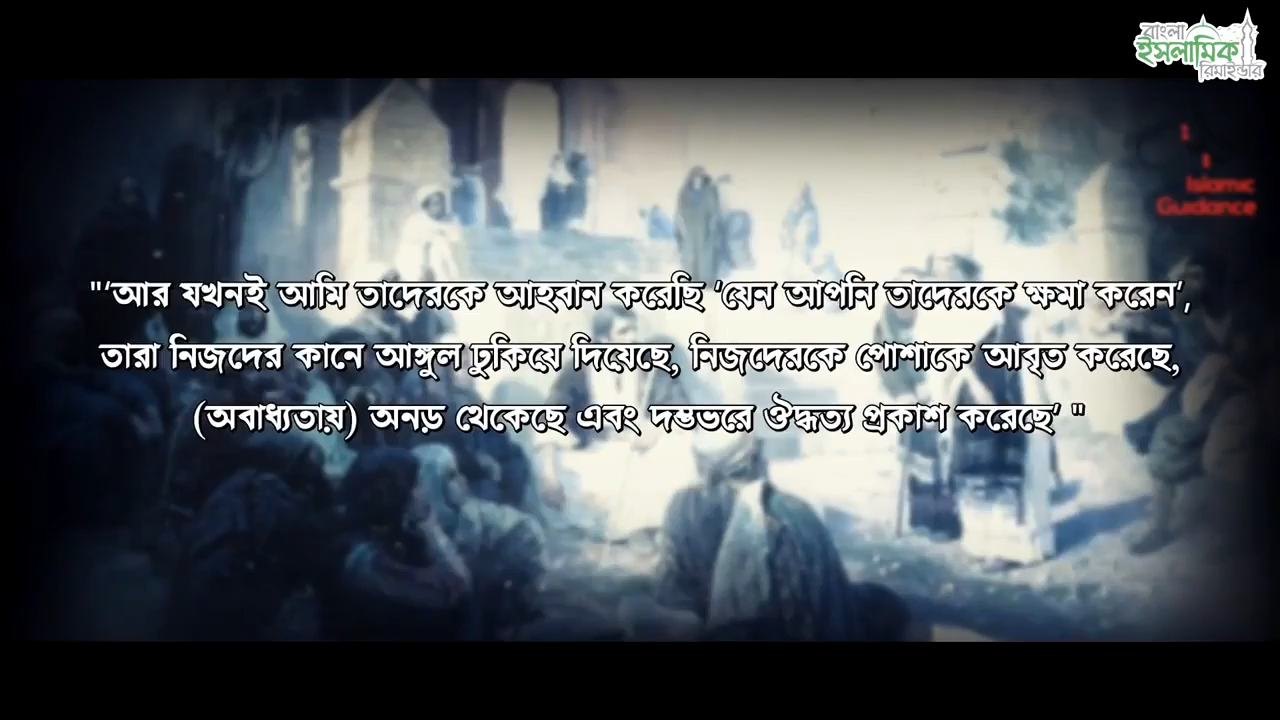 বাংলা
ইসলামিক
রিমাইন্ডার
Islamic
Guidance
"‘আর যখনই আমি তাদেরকে আহবান করেছি ‘যেন আপনি তাদেরকে ক্ষমা করেন’,
তারা নিজদের কানে আঙ্গুল ঢুকিয়ে দিয়েছে, নিজদেরকে পোশাকে আবৃত করেছে,
(অবাধ্যতায়) অনড় থেকেছে এবং দম্ভভরে ঔদ্ধত্য প্রকাশ করেছে’ "